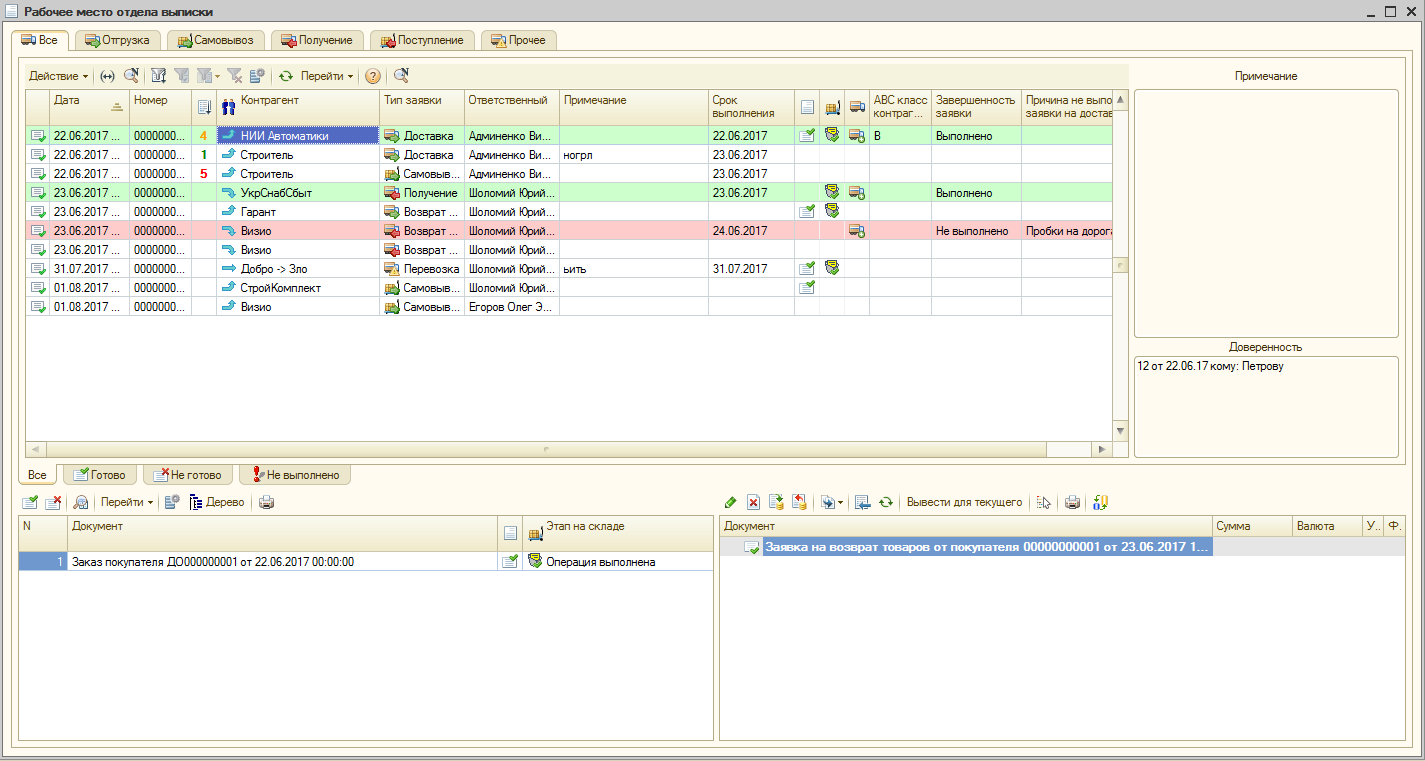 Рабочее место отдела выписки
Все Отгрузка Самовывоз Получение Поступление Прочее
Действие Перейти
Примечание
Дата Номер Контрагент Тип заявки Ответственный Примечание Срок выполнения ABC класс контраг... Завершенность заявки Причина не выпо заявки на достав
22.06.2017 ... 0000000... 4 НИИ Автоматики Доставка Админенко Ви... 22.06.2017 B Выполнено
22.06.2017 ... 0000000... 1 Строитель Доставка Админенко Ви... ногрл 23.06.2017
22.06.2017 ... 0000000... 5 Строитель Самовыв... Админенко Ви... 23.06.2017
23.06.2017 ... 0000000... УкрСнабСбыт Получение Шоломий Юрий... 23.06.2017 Выполнено
23.06.2017 ... 0000000... Гарант Возврат ... Шоломий Юрий...
23.06.2017 ... 0000000... Визио Возврат ... Шоломий Юрий... 24.06.2017 Не выполнено Пробки на дорога
23.06.2017 ... 0000000... Визио Возврат ... Шоломий Юрий...
31.07.2017 ... 0000000... Добро -> Зло Перевозка Шоломий Юрий... ьить 31.07.2017
01.08.2017 ... 0000000... СтройКомплект Самовыв... Шоломий Юрий...
01.08.2017 ... 0000000... Визио Самовыв... Егоров Олег Э...
Доверенность
12 от 22.06.17 кому: Петрову
Все Готово Не готово Не выполнено
Перейти Дерево
Вывести для текущего
N Документ Этап на складе
1 Заказ покупателя ДО000000001 от 22.06.2017 00:00:00 Операция выполнена
Документ Сумма Валюта У.. Ф.
Заявка на возврат товаров от покупателя 00000000001 от 23.06.2017 1...